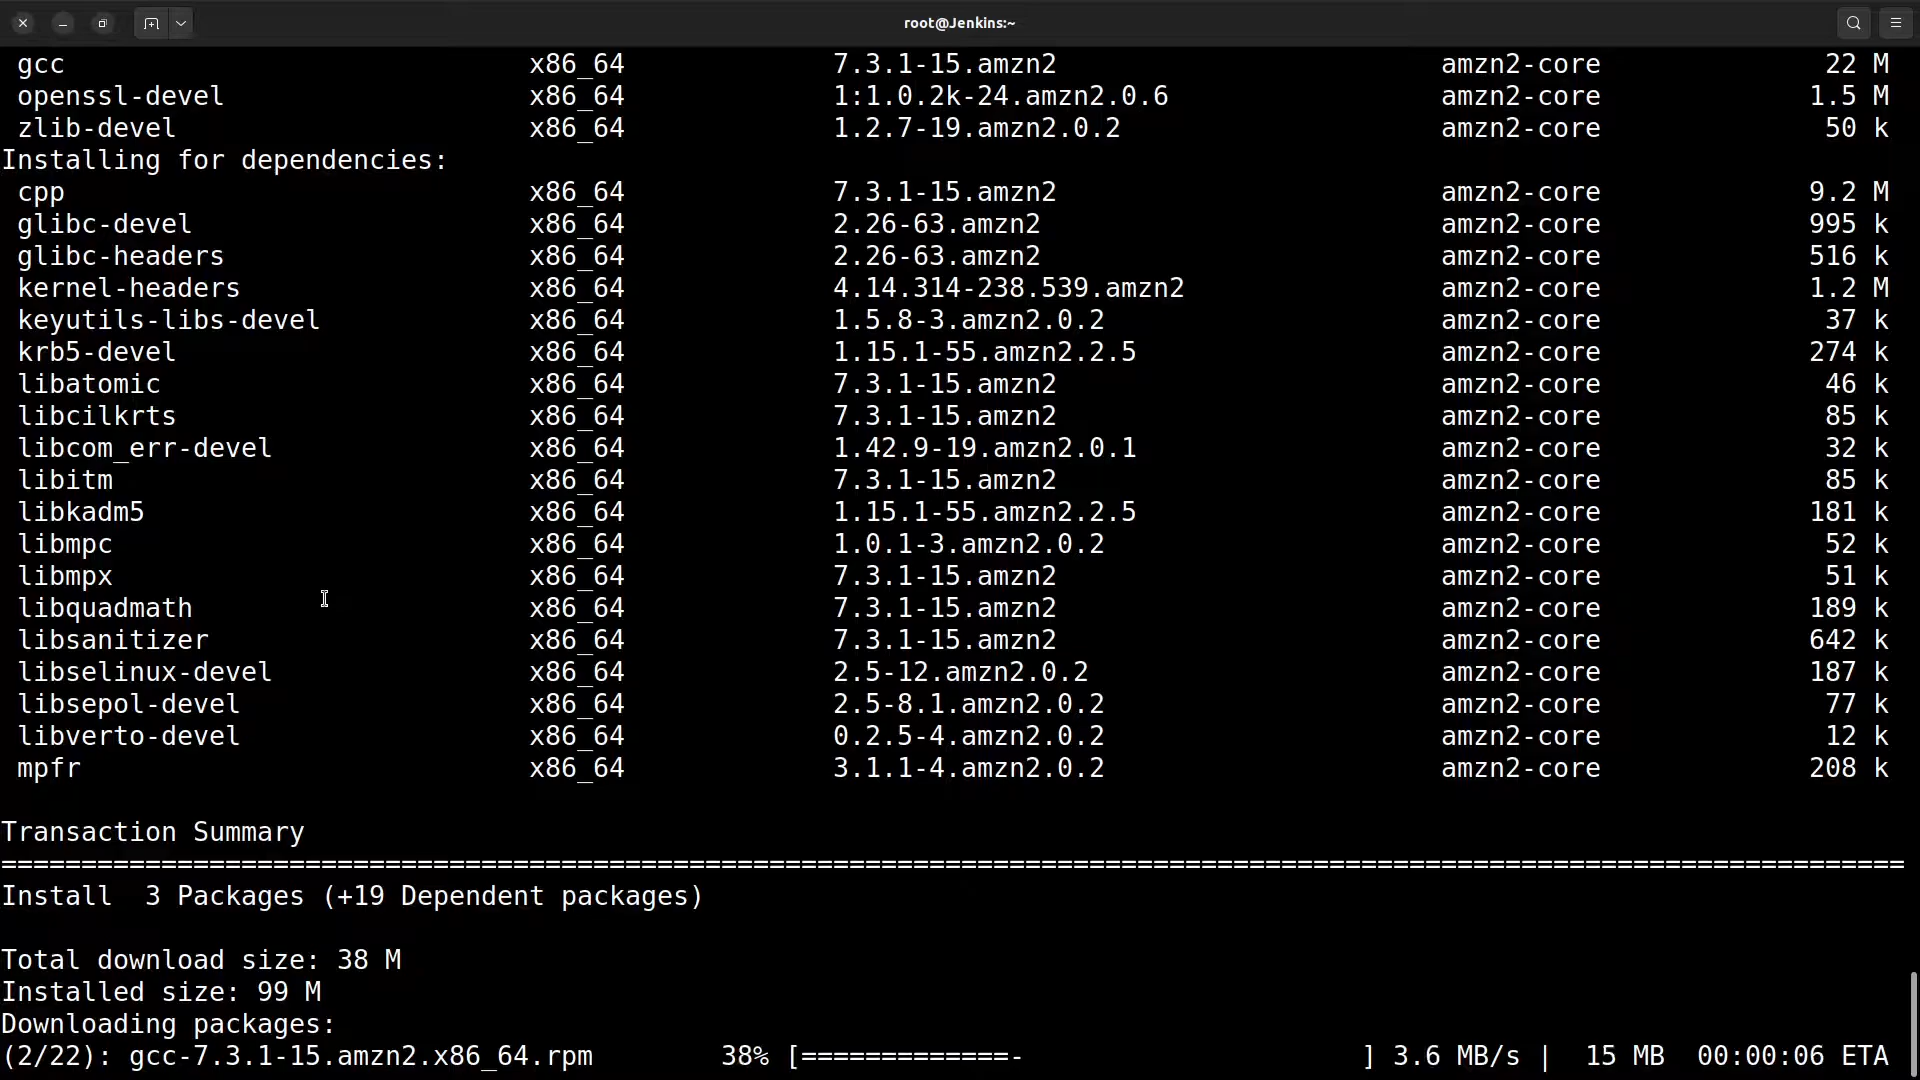 root@Jenkins:~
gcc x86_64 7.3.1-15.amzn2 amzn2-core 22 M
openssl-devel x86_64 1:1.0.2k-24.amzn2.0.6 amzn2-core 1.5 M
zlib-devel x86_64 1.2.7-19.amzn2.0.2 amzn2-core 50 k
Installing for dependencies:
cpp x86_64 7.3.1-15.amzn2 amzn2-core 9.2 M
glibc-devel x86_64 2.26-63.amzn2 amzn2-core 995 k
glibc-headers x86_64 2.26-63.amzn2 amzn2-core 516 k
kernel-headers x86_64 4.14.314-238.539.amzn2 amzn2-core 1.2 M
keyutils-libs-devel x86_64 1.5.8-3.amzn2.0.2 amzn2-core 37 k
krb5-devel x86_64 1.15.1-55.amzn2.2.5 amzn2-core 274 k
libatomic x86_64 7.3.1-15.amzn2 amzn2-core 46 k
libcilkrts x86_64 7.3.1-15.amzn2 amzn2-core 85 k
libcom_err-devel x86_64 1.42.9-19.amzn2.0.1 amzn2-core 32 k
libitm x86_64 7.3.1-15.amzn2 amzn2-core 85 k
libkadm5 x86_64 1.15.1-55.amzn2.2.5 amzn2-core 181 k
libmpc x86_64 1.0.1-3.amzn2.0.2 amzn2-core 52 k
libmpx x86_64 7.3.1-15.amzn2 amzn2-core 51 k
libquadmath x86_64 7.3.1-15.amzn2 amzn2-core 189 k
libsanitizer x86_64 7.3.1-15.amzn2 amzn2-core 642 k
libselinux-devel x86_64 2.5-12.amzn2.0.2 amzn2-core 187 k
libsepol-devel x86_64 2.5-8.1.amzn2.0.2 amzn2-core 77 k
libverto-devel x86_64 0.2.5-4.amzn2.0.2 amzn2-core 12 k
mpfr x86_64 3.1.1-4.amzn2.0.2 amzn2-core 208 k
Transaction Summary
=======================================================================================================================
Install  3 Packages (+19 Dependent packages)
Total download size: 38 M
Installed size: 99 M
Downloading packages:
(2/22): gcc-7.3.1-15.amzn2.x86_64.rpm 38% [=============- ] 3.6 MB/s | 15 MB 00:00:06 ETA